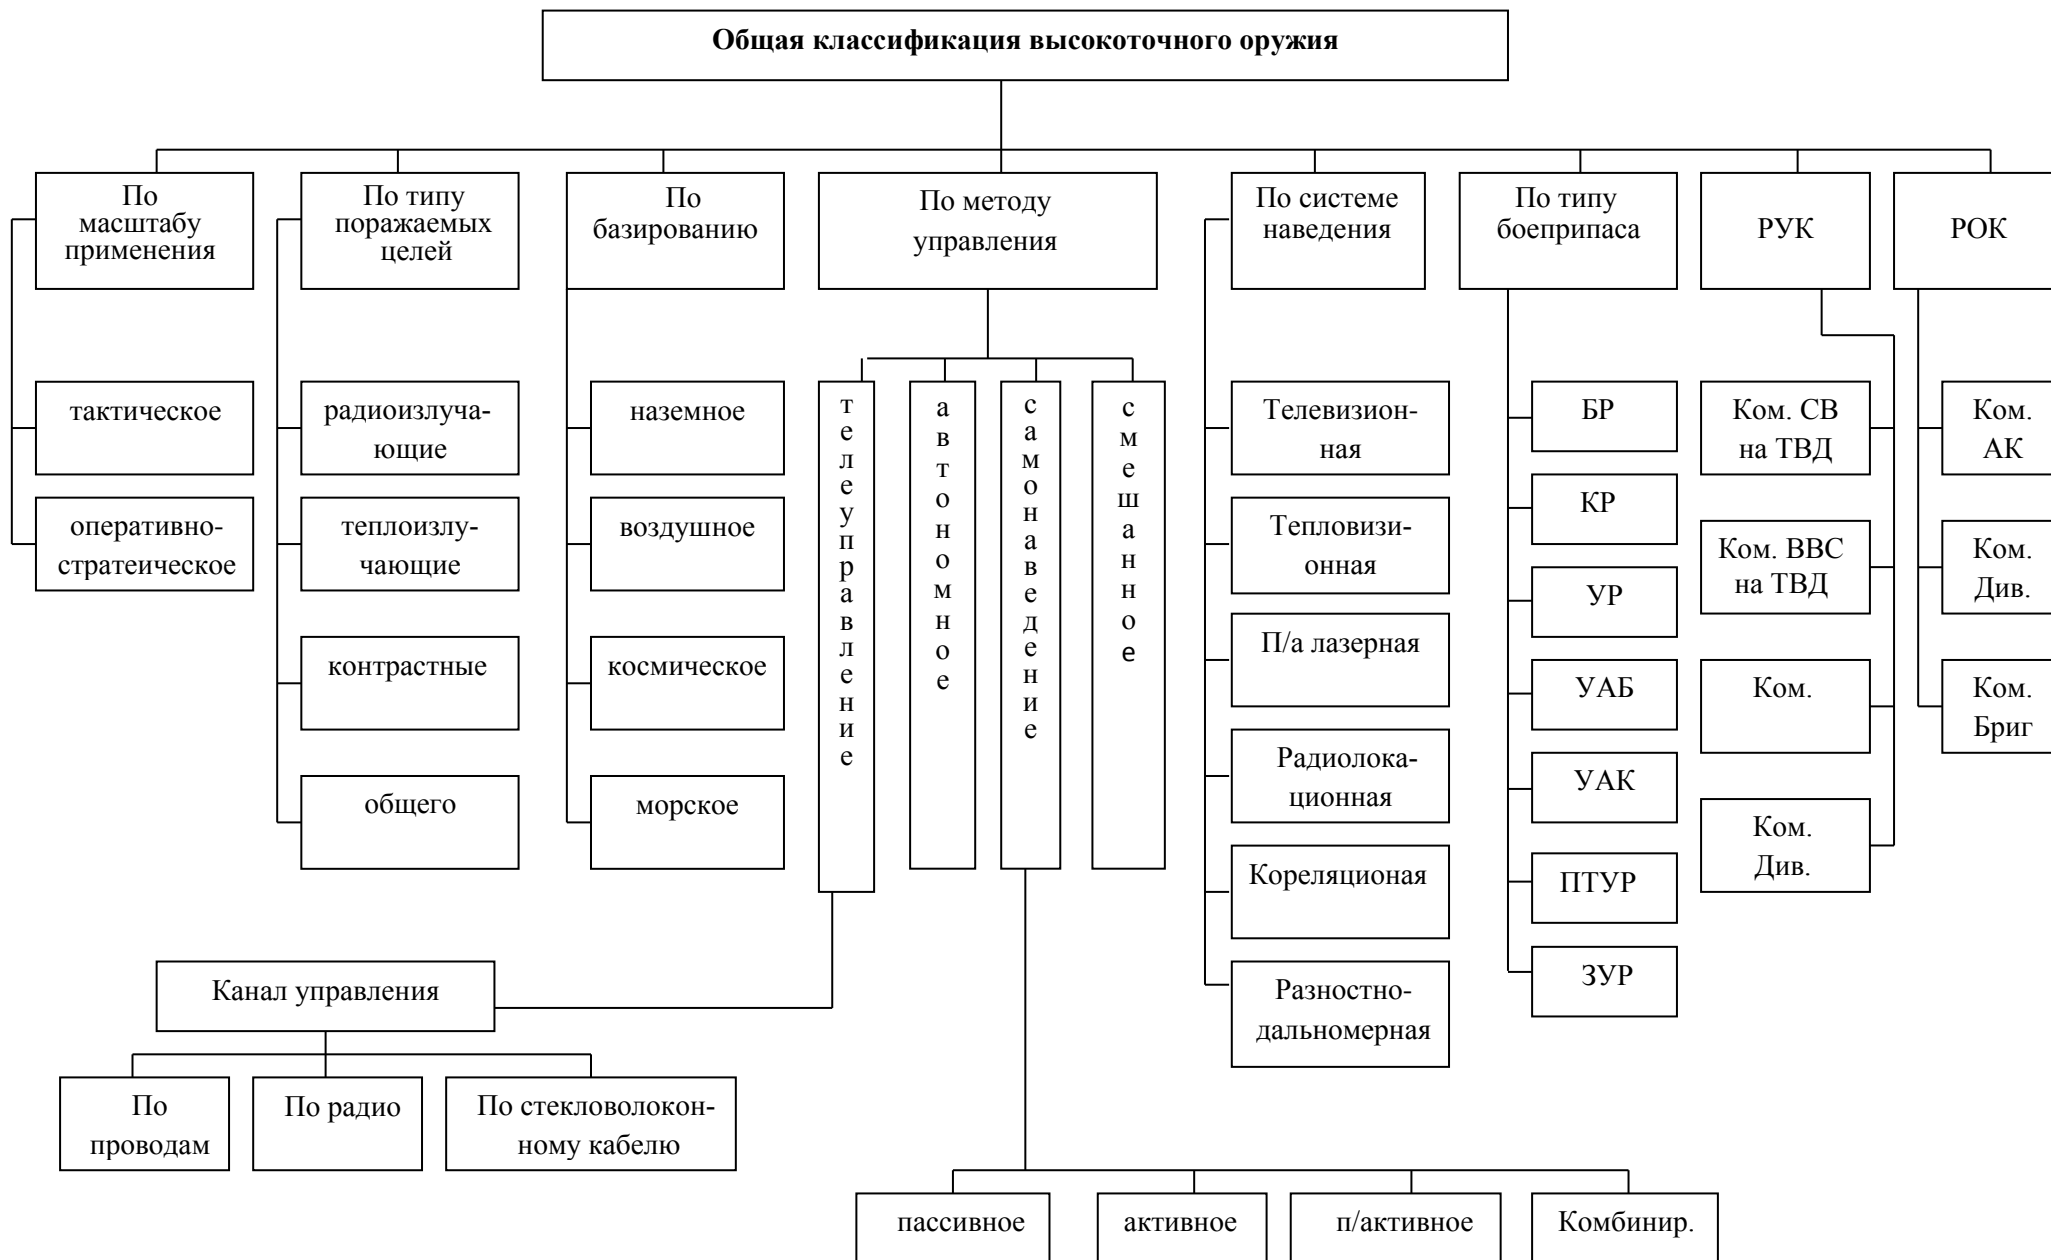 Общая классификация высокоточного оружия
По
масштабу
применения
По типу
поражаемых
целей
По
базированию
По методу
управления
По системе
наведения
По типу
боеприпаса
РУК
РОК
тактическое
оперативно-
стратеическое
радиоизлуча-
ющие
теплоизлу-
чающие
контрастные
общего
наземное
воздушное
космическое
морское
телеуправление
автономное
самонаведение
смешанное
Телевизион-
ная
Тепловизи-
онная
П/а лазерная
Радиолока-
ционная
Кореляционая
Разностно-
дальномерная
БР
КР
УР
УАБ
УАК
ПТУР
ЗУР
Ком. СВ
на ТВД
Ком. ВВС
на ТВД
Ком.
Ком.
Див.
Ком.
АК
Ком.
Див.
Ком.
Бриг
Канал управления
По
проводам
По радио
По стекловолокон-
ному кабелю
пассивное
активное
п/активное
Комбинир.